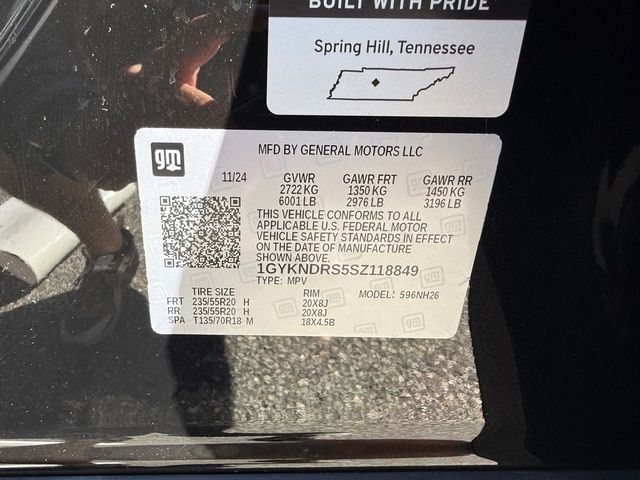 BUILT WITH PRIDE
Spring Hill, Tennessee
gm
MFD BY GENERAL MOTORS LLC
11/24 GVWR GAWR FRT GAWR RR
2722 KG 1350 KG 1450 KG
6001 LB 2976 LB 3196 LB
THIS VEHICLE CONFORMS TO ALL
APPLICABLE U.S. FEDERAL MOTOR
VEHICLE SAFETY STANDARDS IN EFFECT
ON THE DATE OF MANUFACTURE
SHOWN ABOVE.
1GYKNDRS5SZ118849
TYPE: MPV
TIRE SIZE RIM MODEL: 596NH26
FRT 235/55R20 H 20X8J
RR 235/55R20 H 20X8J
SPA T135/70R18 M 18X4.5B